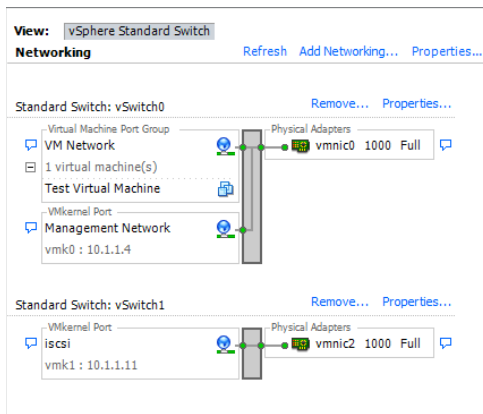 View: vSphere Standard Switch
Networking Refresh Add Networking... Properties...
Standard Switch: vSwitch0 Remove... Properties...
Virtual Machine Port Group Physical Adapters
VM Network vmnic0 1000 Full
1 virtual machine(s)
Test Virtual Machine
VMkernel Port
Management Network
vmk0 : 10.1.1.4
Standard Switch: vSwitch1 Remove... Properties...
VMkernel Port Physical Adapters
iscsi vmnic2 1000 Full
vmk1 : 10.1.1.11